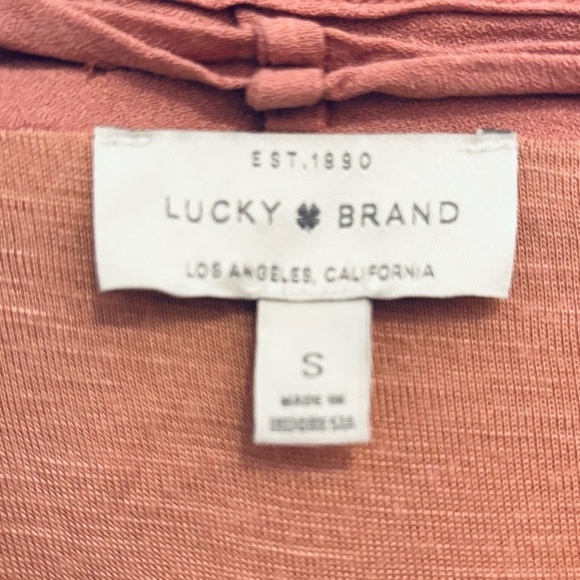 EST.1990
LUCKY BRAND
LOS ANGELES, CALIFORNIA
S
MADE IN
INDONESIA